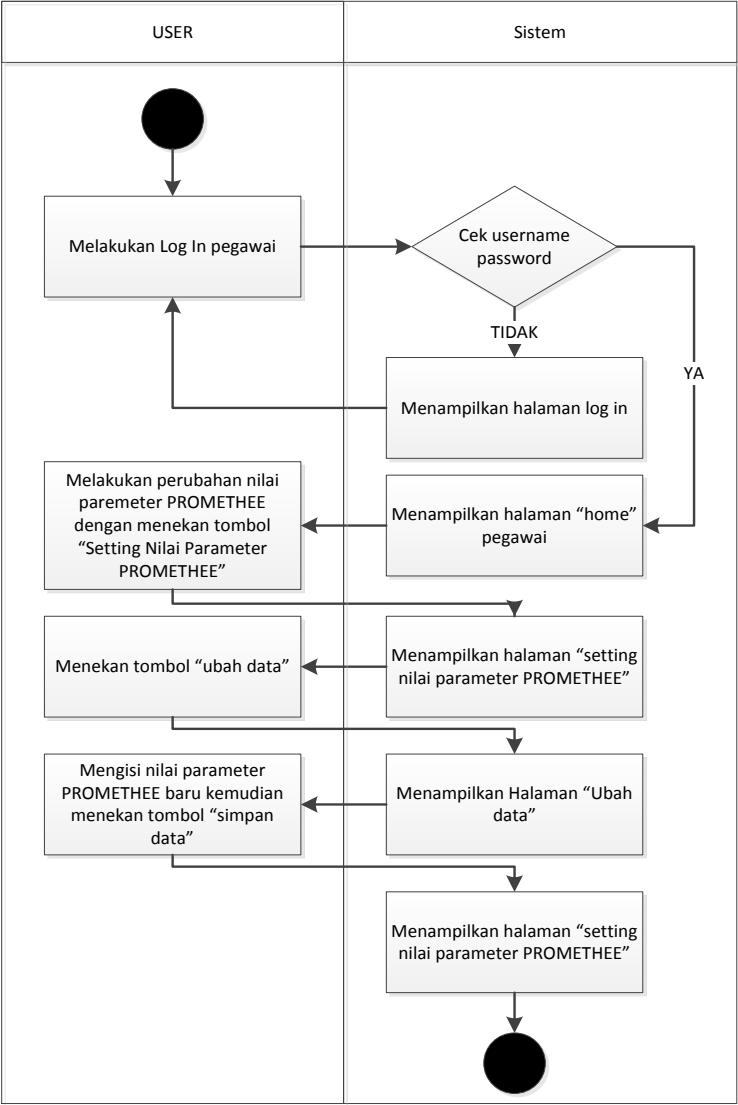 USER
Sistem
Melakukan Log In pegawai
Cek username
password
TIDAK
YA
Menampilkan halaman log in
Melakukan perubahan nilai
paremeter PROMETHEE
dengan menekan tombol
“Setting Nilai Parameter
PROMETHEE”
Menampilkan halaman “home”
pegawai
Menekan tombol “ubah data”
Menampilkan halaman “setting
nilai parameter PROMETHEE”
Mengisi nilai parameter
PROMETHEE baru kemudian
menekan tombol “simpan
data”
Menampilkan Halaman “Ubah
data”
Menampilkan halaman “setting
nilai parameter PROMETHEE”